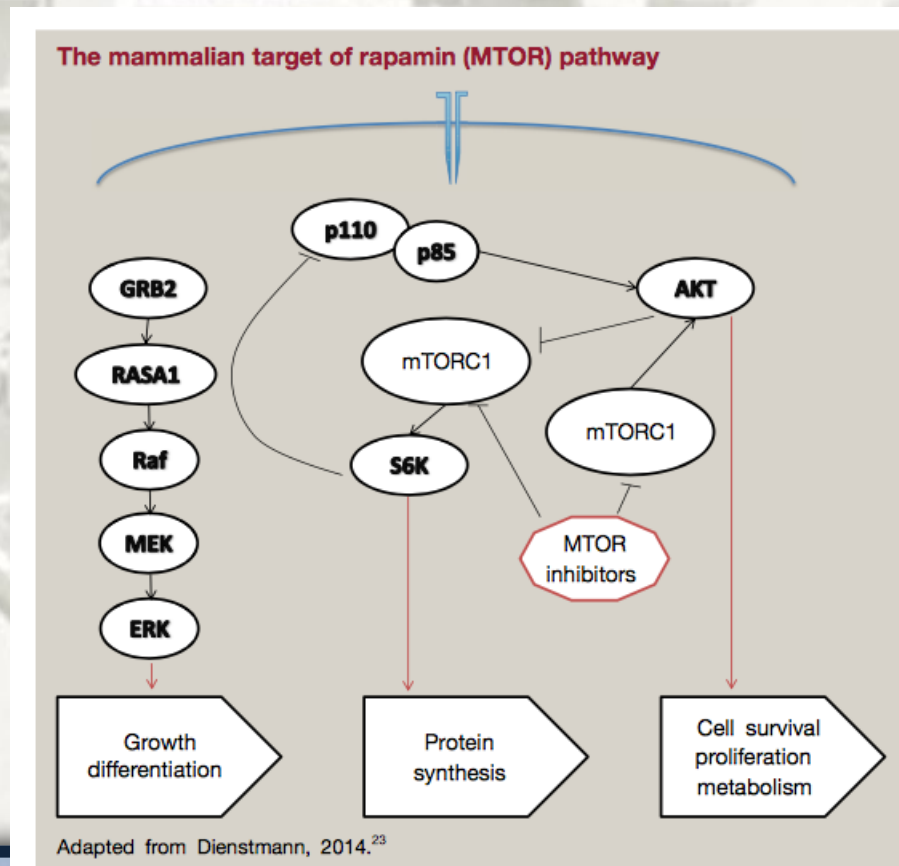 The mammalian target of rapamin (MTOR) pathway
p110
p85
GRB2
AKT
RASA1
mTORC1
mTORC1
Raf
S6K
MEK
MTOR
inhibitors
ERK
Growth
differentiation
Protein
synthesis
Cell survival
proliferation
metabolism
Adapted from Dienstmann, 2014.23